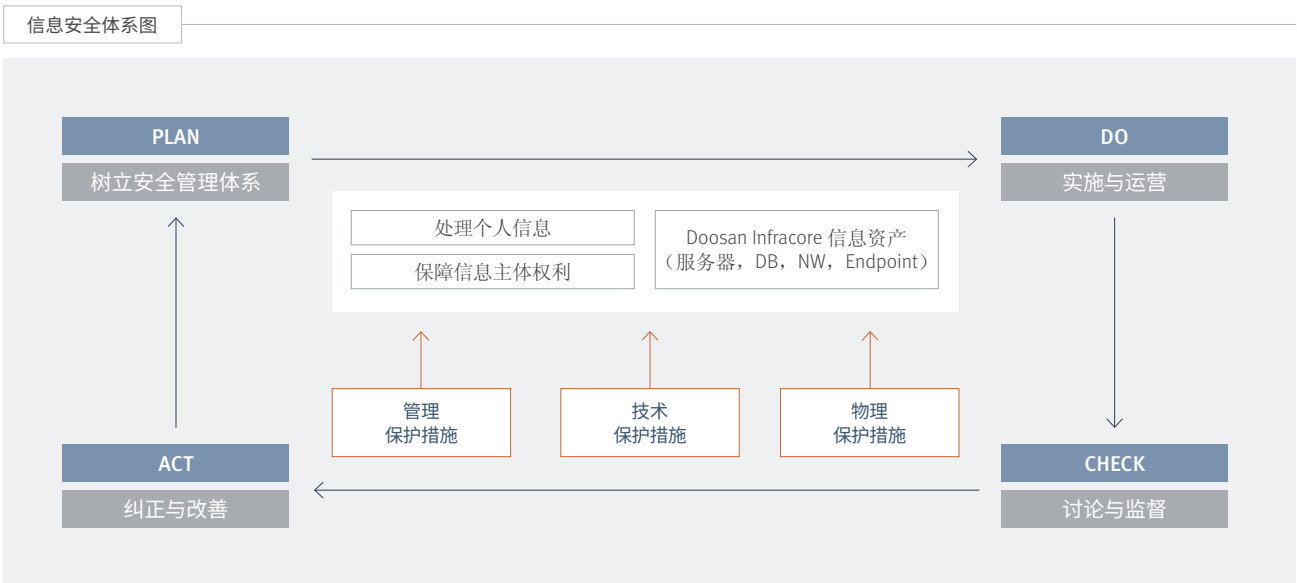 信息安全体系图
PLAN
树立安全管理体系
DO
实施与运营
处理个人信息
保障信息主体权利
Doosan Infracore 信息资产
（服务器，DB，NW，Endpoint）
管理
保护措施
技术
保护措施
物理
保护措施
ACT
纠正与改善
CHECK
讨论与监督